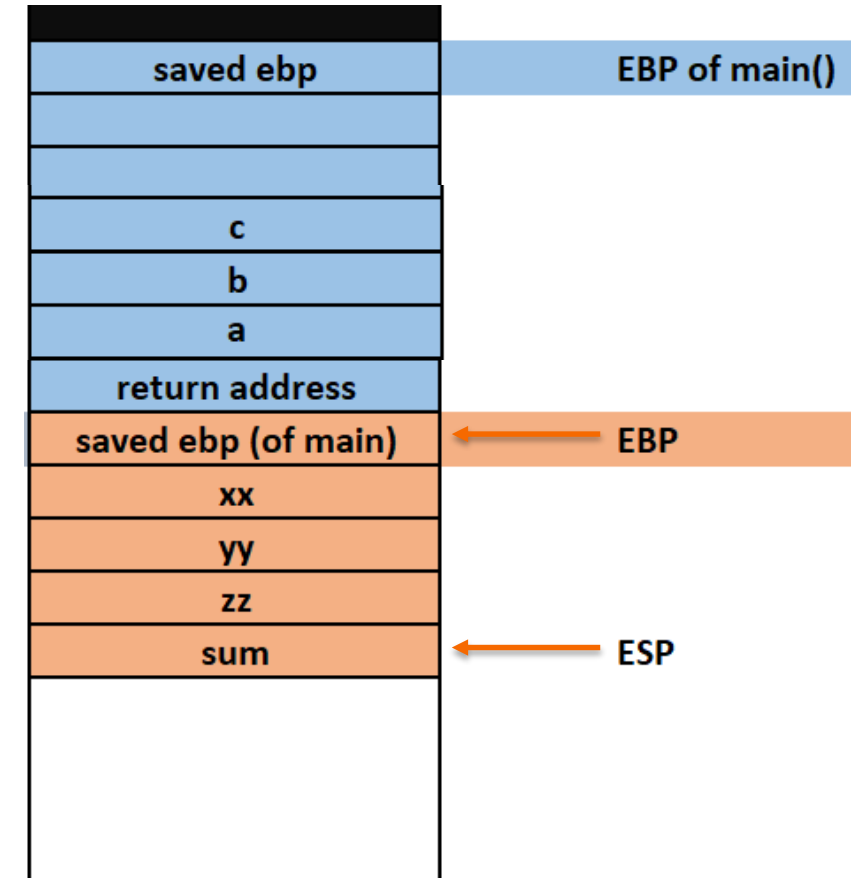 saved ebp EBP of main()
c
b
a
return address
saved ebp (of main) EBP
xx
yy
zz
sum ESP